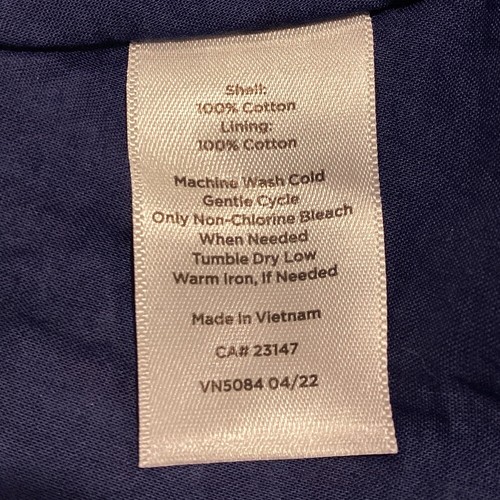 Shell:
100% Cotton
Lining:
100% Cotton
Machine Wash Cold
Gentle Cycle
Only Non-Chlorine Bleach
When Needed
Tumble Dry Low
Warm Iron, If Needed
Made In Vietnam
CA# 23147
VN5084 04/22